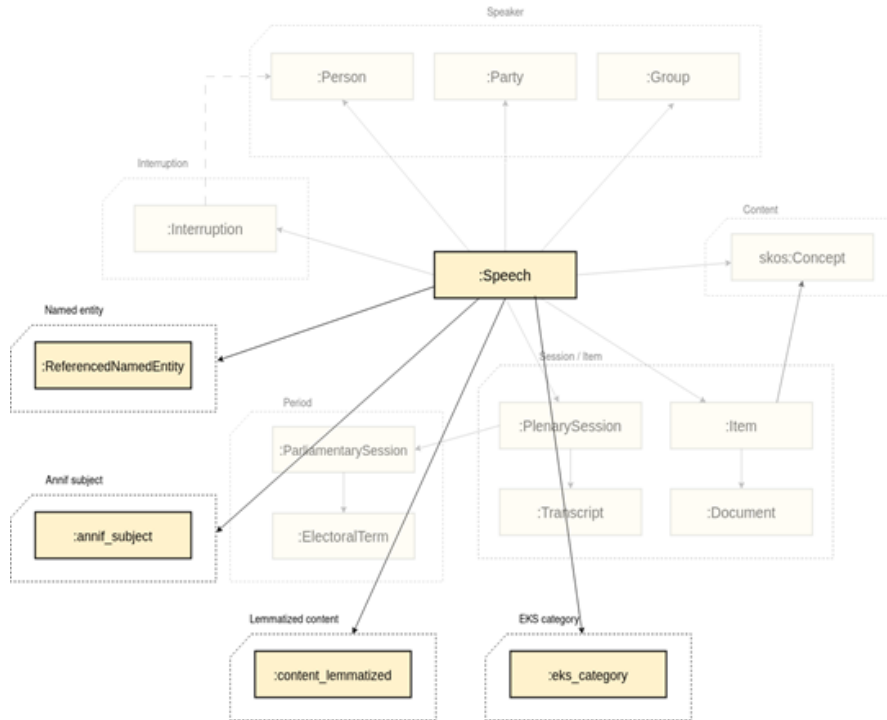 Speaker
:Person
:Party
:Group
Interruption
:Interruption
Content
skos:Concept
:Speech
Named entity
:ReferencedNamedEntity
Session / Item
:PlenarySession
:Item
:Transcript
:Document
Period
:ParliamentarySession
:ElectoralTerm
Annif subject
:annif_subject
Lemmatized content
:content_lemmatized
EKS category
:eks_category